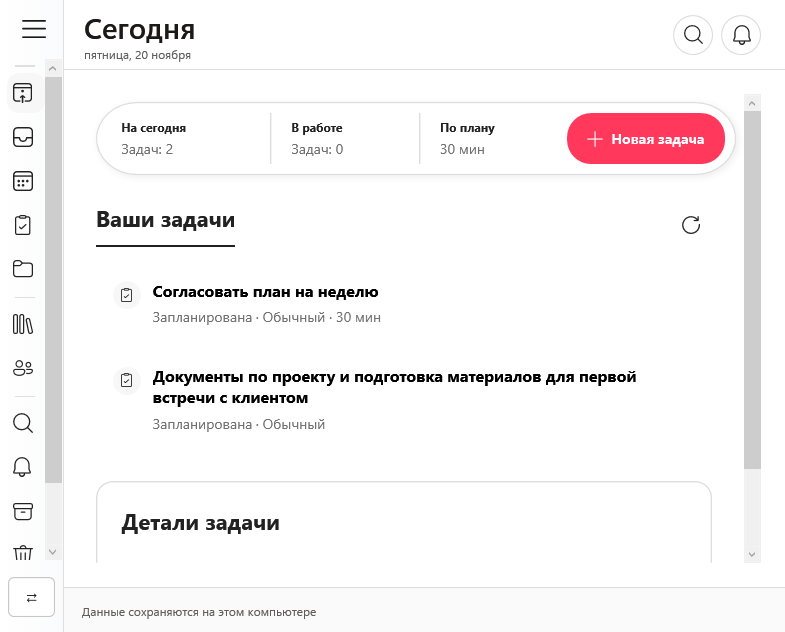 Сегодня
пятница, 20 ноября
На сегодня
Задач: 2
В работе
Задач: 0
По плану
30 мин
Новая задача
Ваши задачи
Согласовать план на неделю
Запланирована · Обычный · 30 мин
Документы по проекту и подготовка материалов для первой
встречи с клиентом
Запланирована · Обычный
Детали задачи
Данные сохраняются на этом компьютере